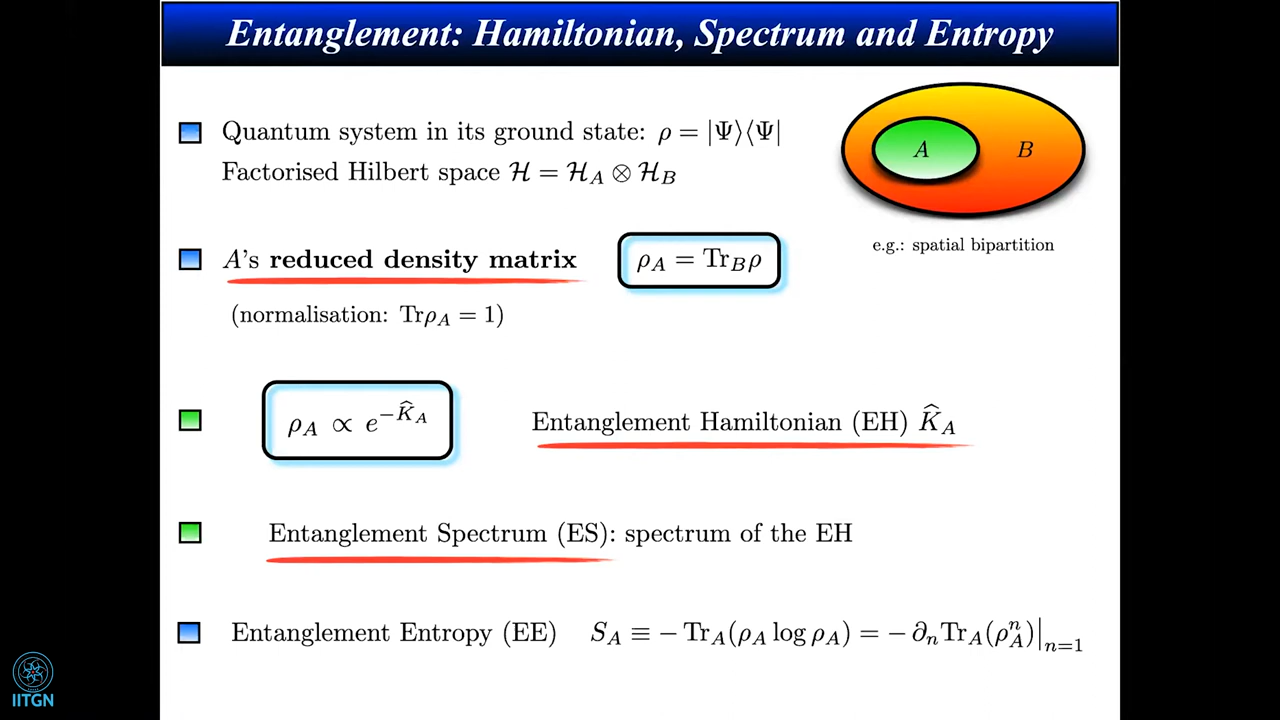 Entanglement: Hamiltonian, Spectrum and Entropy
Quantum system in its ground state: ρ = |Ψ⟩⟨Ψ|
Factorised Hilbert space ℋ = ℋ_A ⊗ ℋ_B
A B
e.g.: spatial bipartition
A's reduced density matrix ρ_A = Tr_B ρ
(normalisation: Trρ_A = 1)
ρ_A ∝ e^{-K̂_A} Entanglement Hamiltonian (EH) K̂_A
Entanglement Spectrum (ES): spectrum of the EH
Entanglement Entropy (EE) S_A ≡ − Tr_A(ρ_A log ρ_A) = − ∂_n Tr_A(ρ_A^n)|_{n=1}
IITGN